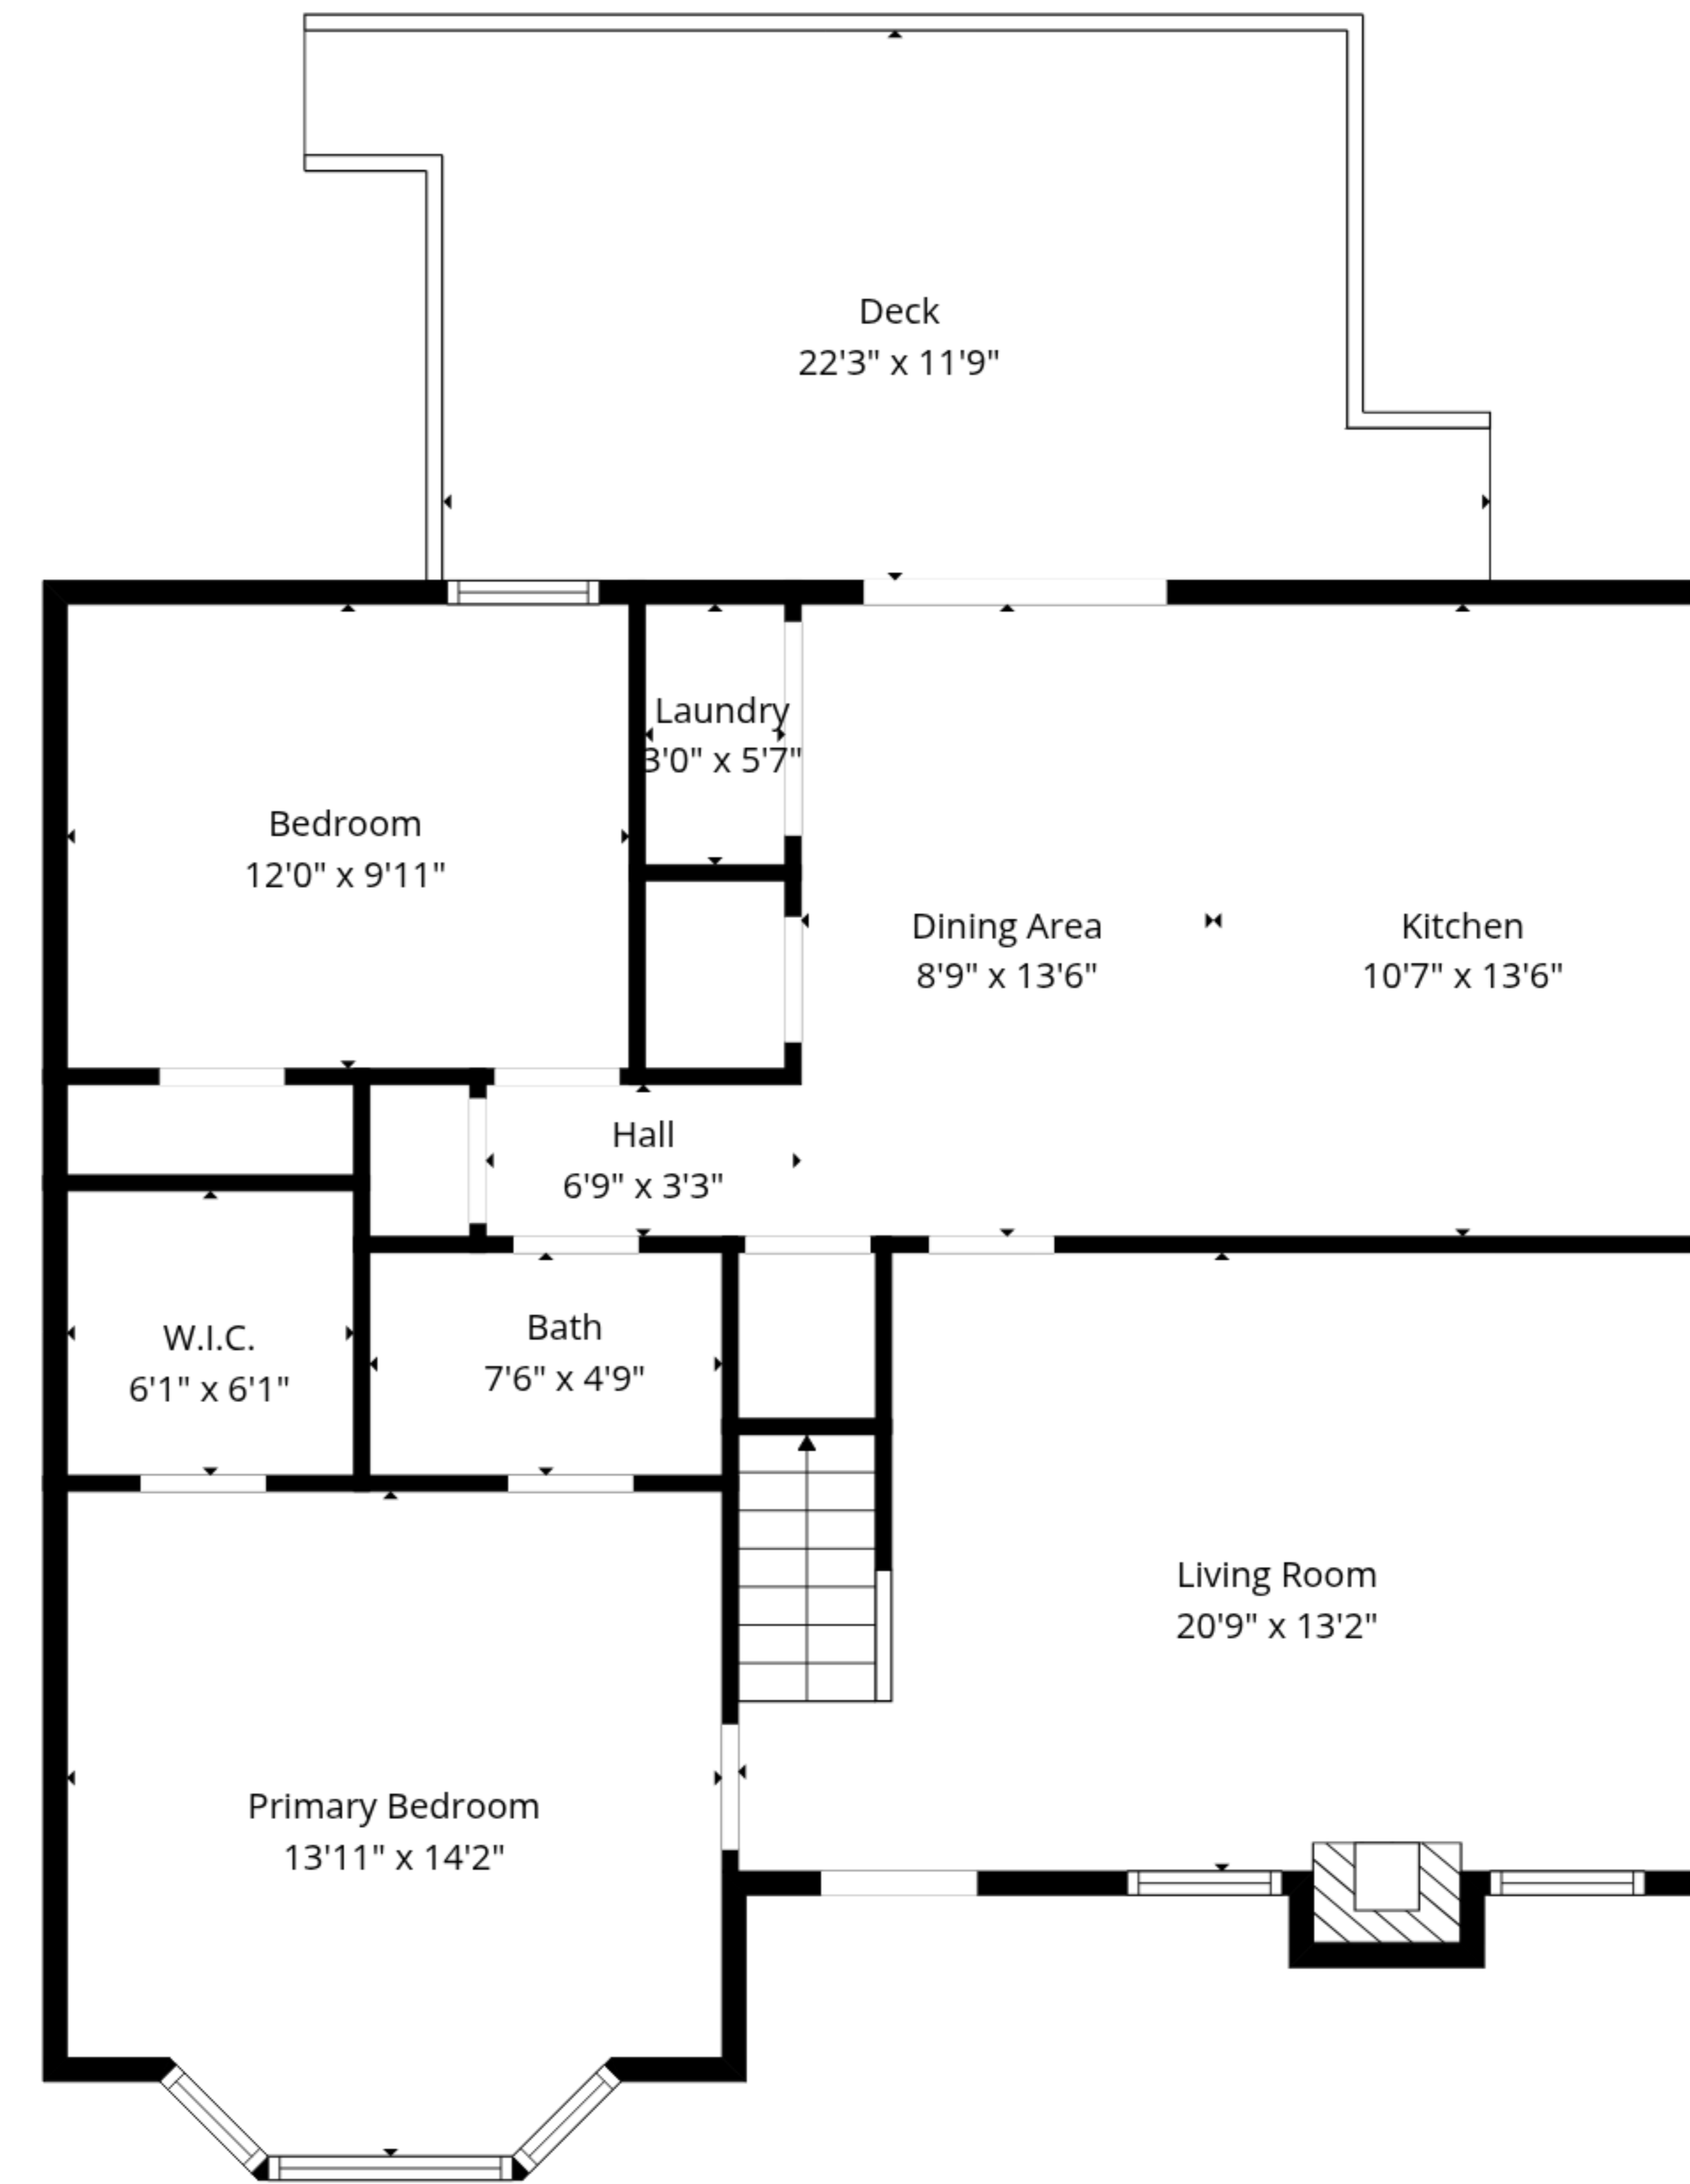 Deck
22'3" x 11'9"
Laundry
3'0" x 5'7"
Bedroom
12'0" x 9'11"
Dining Area
8'9" x 13'6"
Kitchen
10'7" x 13'6"
Hall
6'9" x 3'3"
W.I.C.
6'1" x 6'1"
Bath
7'6" x 4'9"
Living Room
20'9" x 13'2"
Primary Bedroom
13'11" x 14'2"